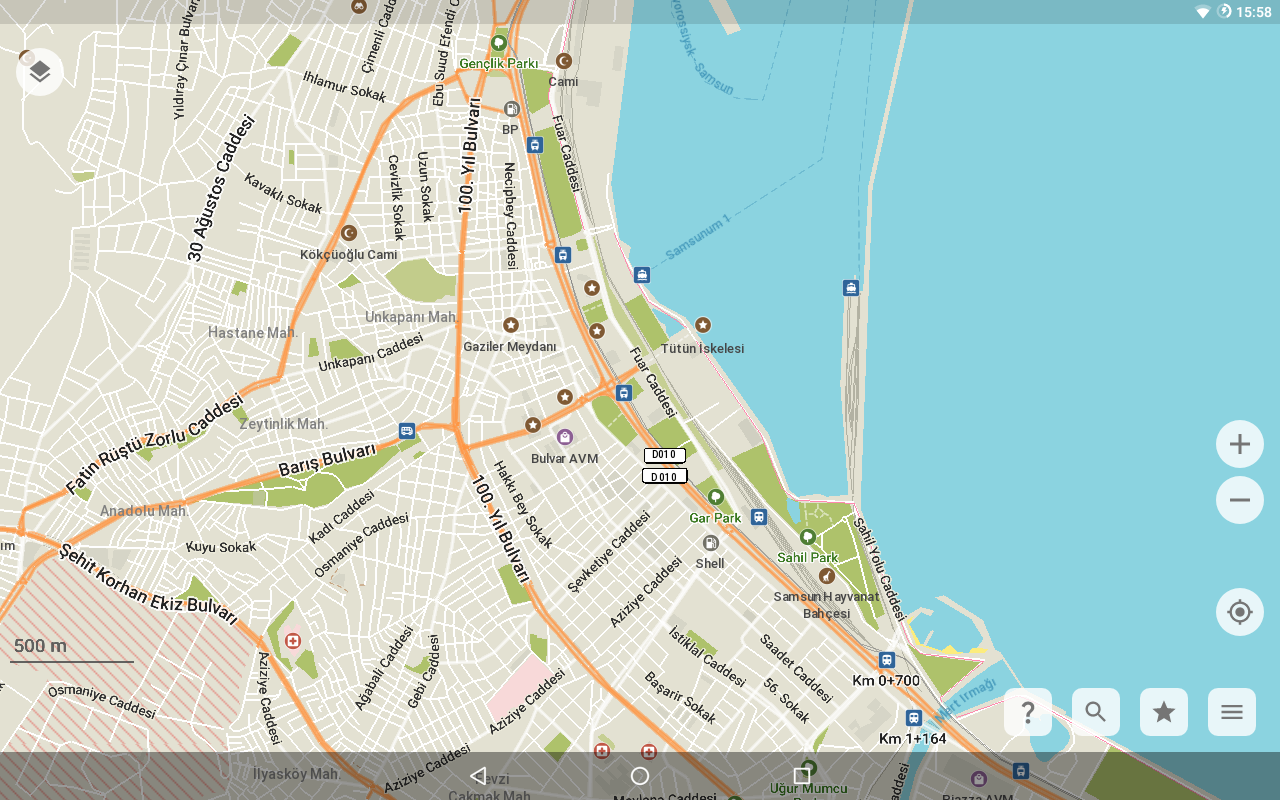 15:58
Yıldıray Çınar Bulvarı
Çimenli Cadd
Ebu Suud Efendi C
yorossiysk - Samsun
Gençlik Parkı
Cami
Ihlamur Sokak
BP
100. Yıl Bulvarı
Fuar Caddesi
30 Ağustos Caddesi
Cevizlik Sokak
Uzun Sokak
Necipbey Caddesi
Kavaklı Sokak
Samsunum 1
Kökçüoğlu Cami
Unkapanı Mah.
Hastane Mah.
Gaziler Meydanı
Tütün İskelesi
Unkapanı Caddesi
Fuar Caddesi
Fatin Rüştü Zorlu Caddesi
Zeytinlik Mah.
Barış Bulvarı
Bulvar AVM
D010
D010
Anadolu Mah.
Kadı Caddesi
Hakkı Bey Sokak
100. Yıl Bulvarı
Gar Park
ım
Kuyu Sokak
Osmaniye Caddesi
Şevketiye Caddesi
Shell
Sahil Park
Sahil Yolu Caddesi
Şehit Korhan Ekiz Bulvarı
Aziziye Caddesi
Samsun Hayvanat
Bahçesi
500 m
Ağabali Caddesi
Gebi Caddesi
İstiklal Caddesi
Saadet Caddesi
Km 0+700
Osmaniye Caddesi
Aziziye Caddesi
Aziziye Caddesi
Başarir Sokak
56. Sokak
Mert Irmağı
?
Km 1+164
İlyasköy Mah.
Aziziye Caddesi
evzi
Çakmak Mah.
Mevlana Caddesi
Uğur Mumcu
addesi
Piazza AVM